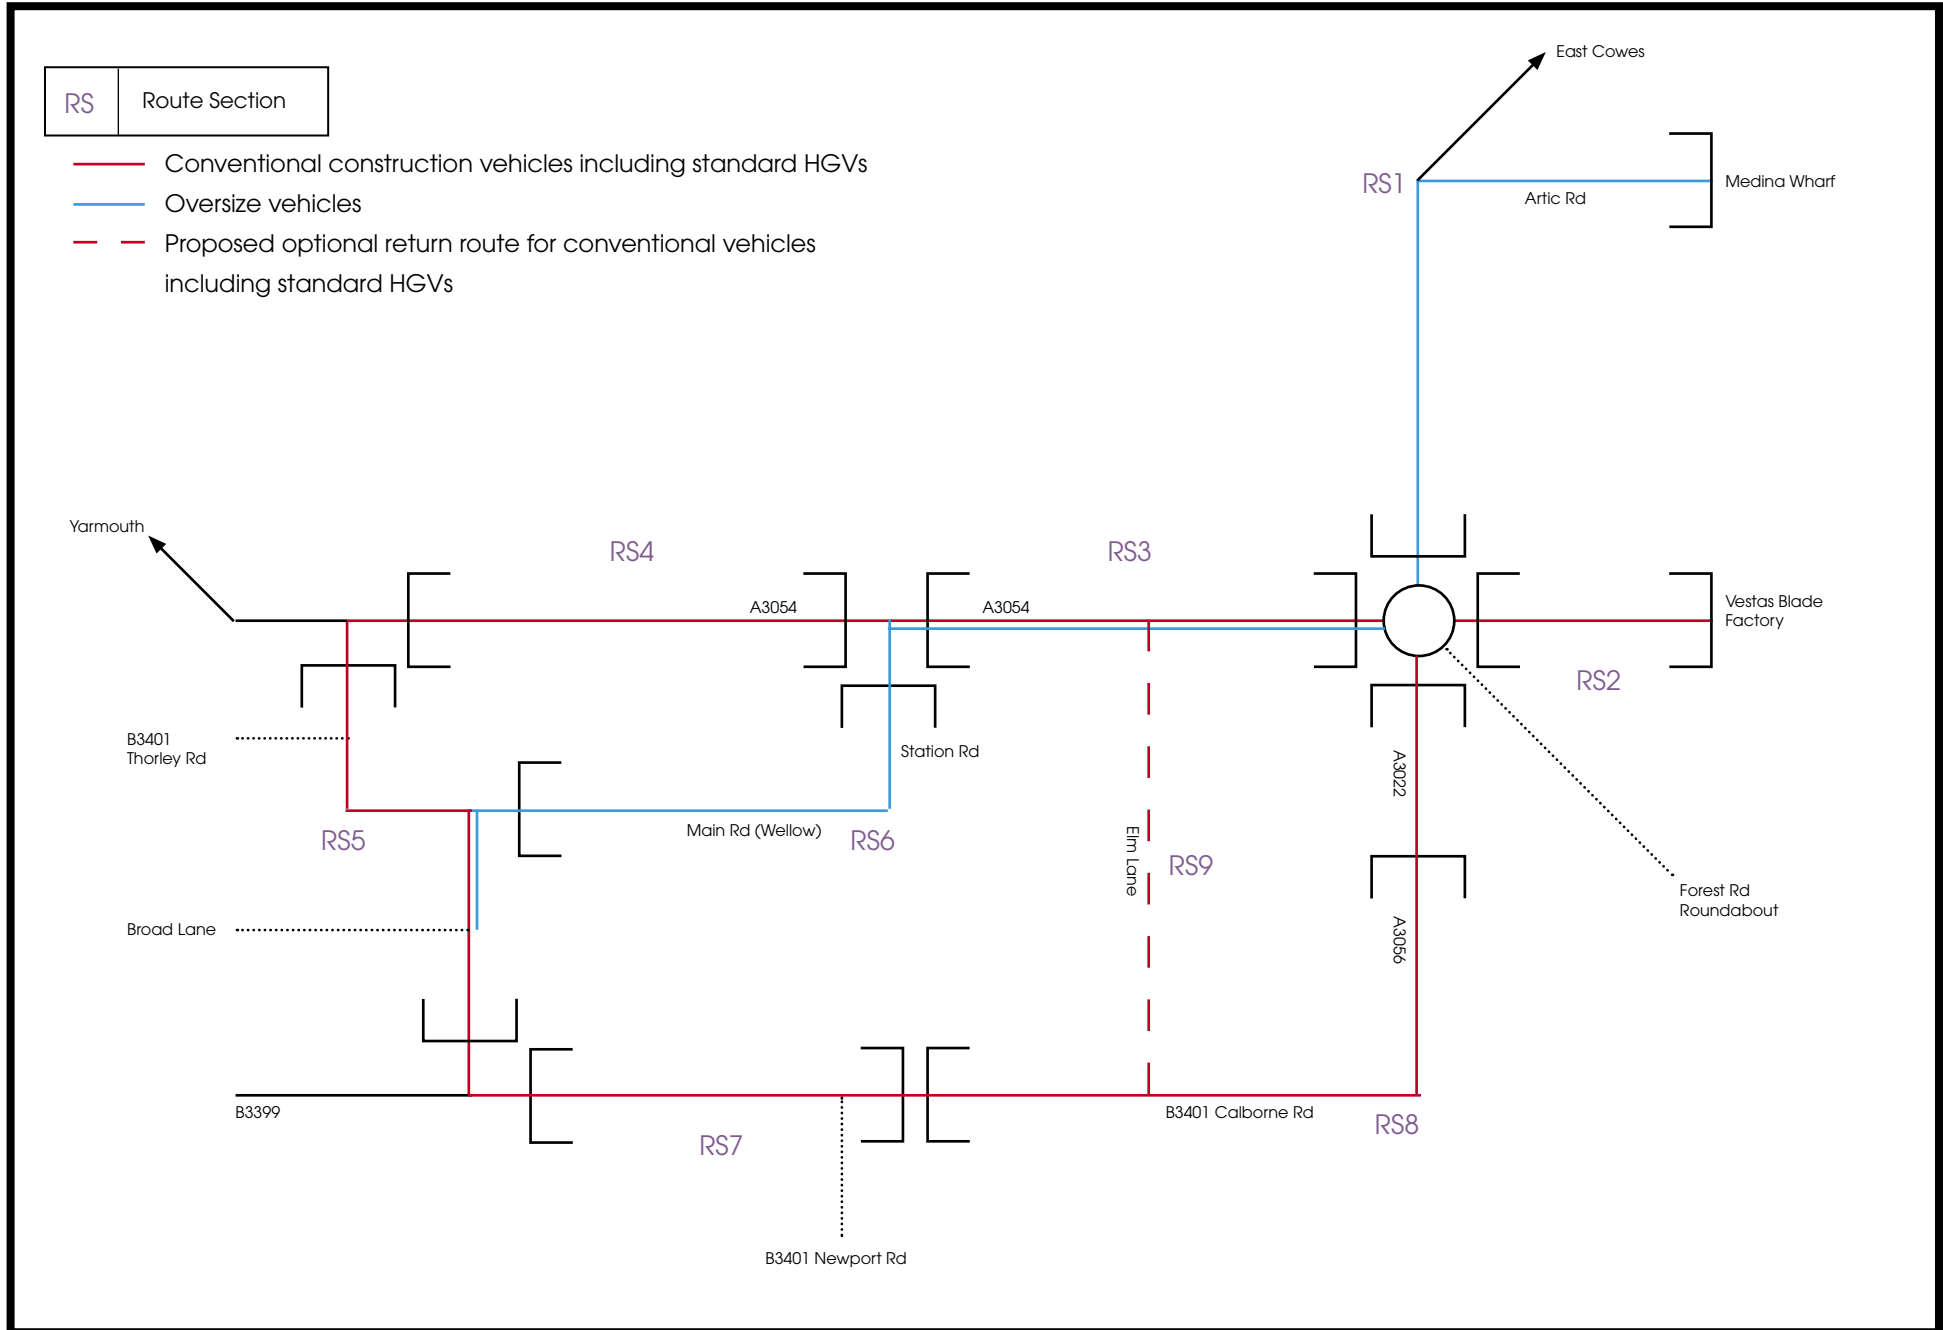 RS
Route Section
Conventional construction vehicles including standard HGVs
Oversize vehicles
Proposed optional return route for conventional vehicles
including standard HGVs
East Cowes
RS1
Artic Rd
Medina Wharf
Yarmouth
RS4
RS3
A3054
A3054
Vestas Blade
Factory
RS2
B3401
Thorley Rd
Station Rd
A3022
RS5
Main Rd (Wellow)
RS6
Elm Lane
RS9
Forest Rd
Roundabout
Broad Lane
A3056
B3399
B3401 Calborne Rd
RS8
RS7
B3401 Newport Rd